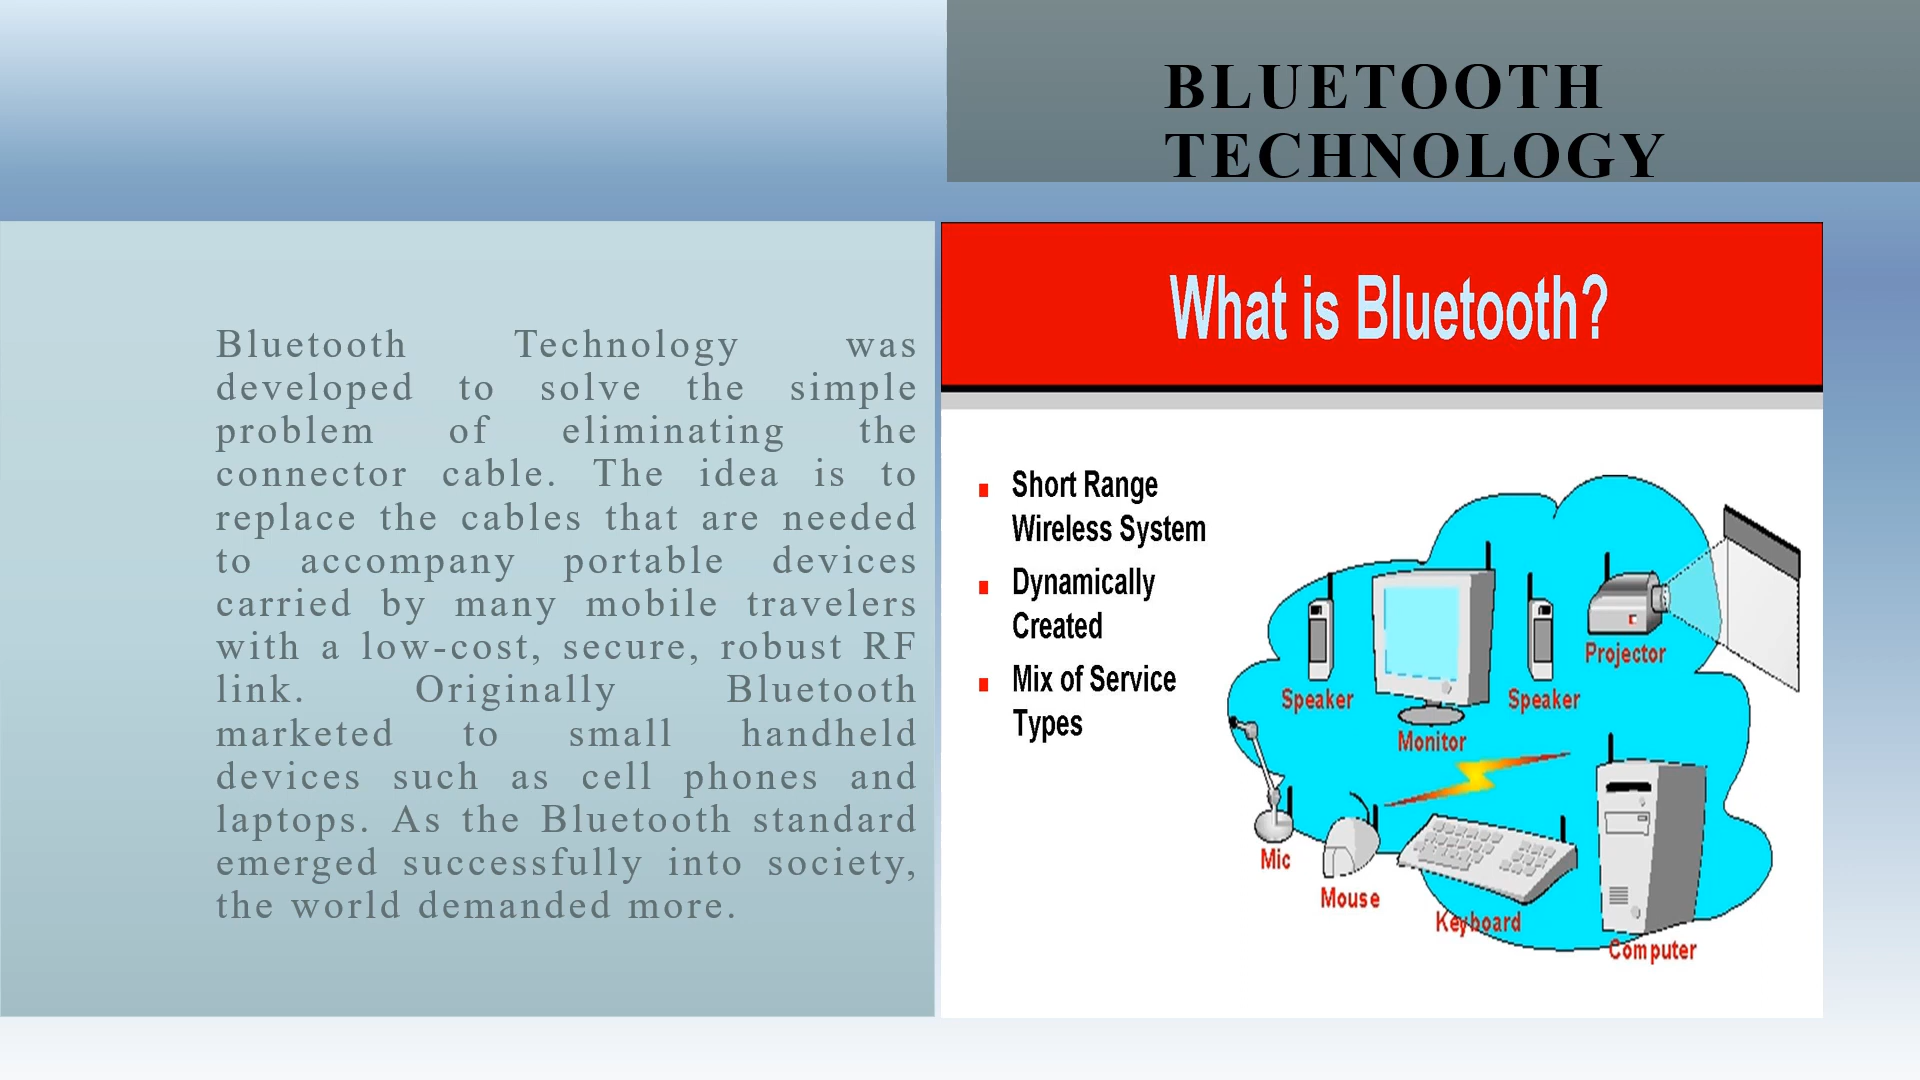 BLUETOOTH
TECHNOLOGY
Bluetooth Technology was
developed to solve the simple
problem of eliminating the
connector cable. The idea is to
replace the cables that are needed
to accompany portable devices
carried by many mobile travelers
with a low-cost, secure, robust RF
link. Originally Bluetooth
marketed to small handheld
devices such as cell phones and
laptops. As the Bluetooth standard
emerged successfully into society,
the world demanded more.
What is Bluetooth?
Short Range
Wireless System
Dynamically
Created
Mix of Service
Types
Projector
Speaker
Speaker
Monitor
Mic
Mouse
Keyboard
Computer